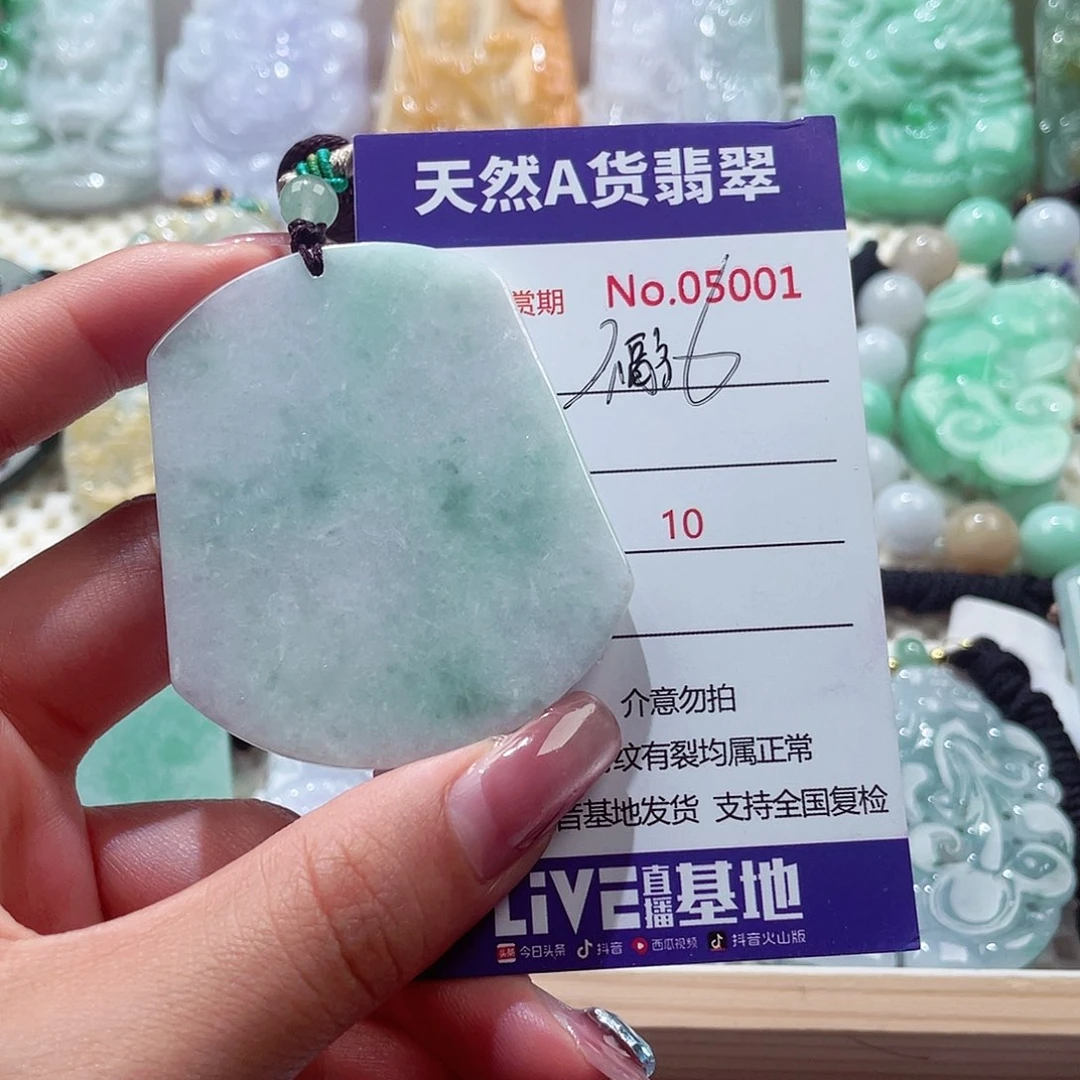 天然A货翡翠
赏期 No.05001
10
介意勿拍
纹有裂均属正常
音基地发货 支持全国复检
LiVE直播基地
头条 今日头条 抖音 西瓜视频 抖音火山版